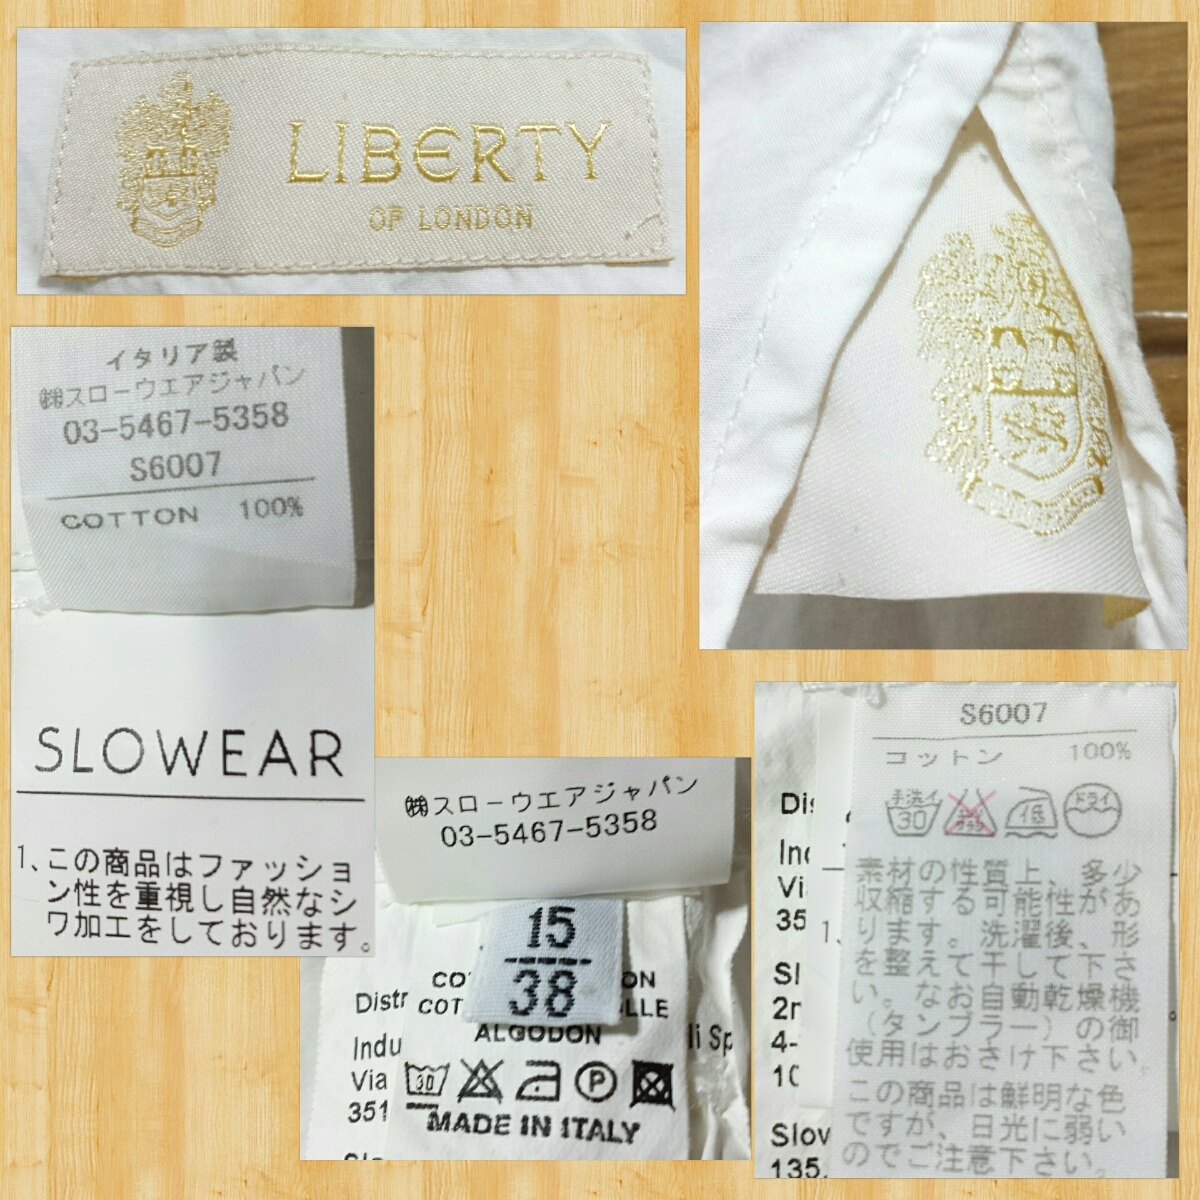 LIBERTY
OF LONDON
イタリア製
㈱スローウエアジャパン
03-5467-5358
S6007
COTTON 100%
SLOWEAR
1、この商品はファッショ
ン性を重視し自然なシ
ワ加工をしております。
㈱スローウエアジャパン
03-5467-5358
15
38
ALGODON
Via
MADE IN ITALY
S6007
コットン 100%
手洗イ
30
低
ドライ
素材の性質上、多少
収縮する可能性があ
ります。洗濯後、形
を整えて干して下さ
い。なお自動乾燥機
（タンブラー）の御
使用はおさけ下さい。
この商品は鮮明な色
ですが、日光に弱い
のでご注意下さい。